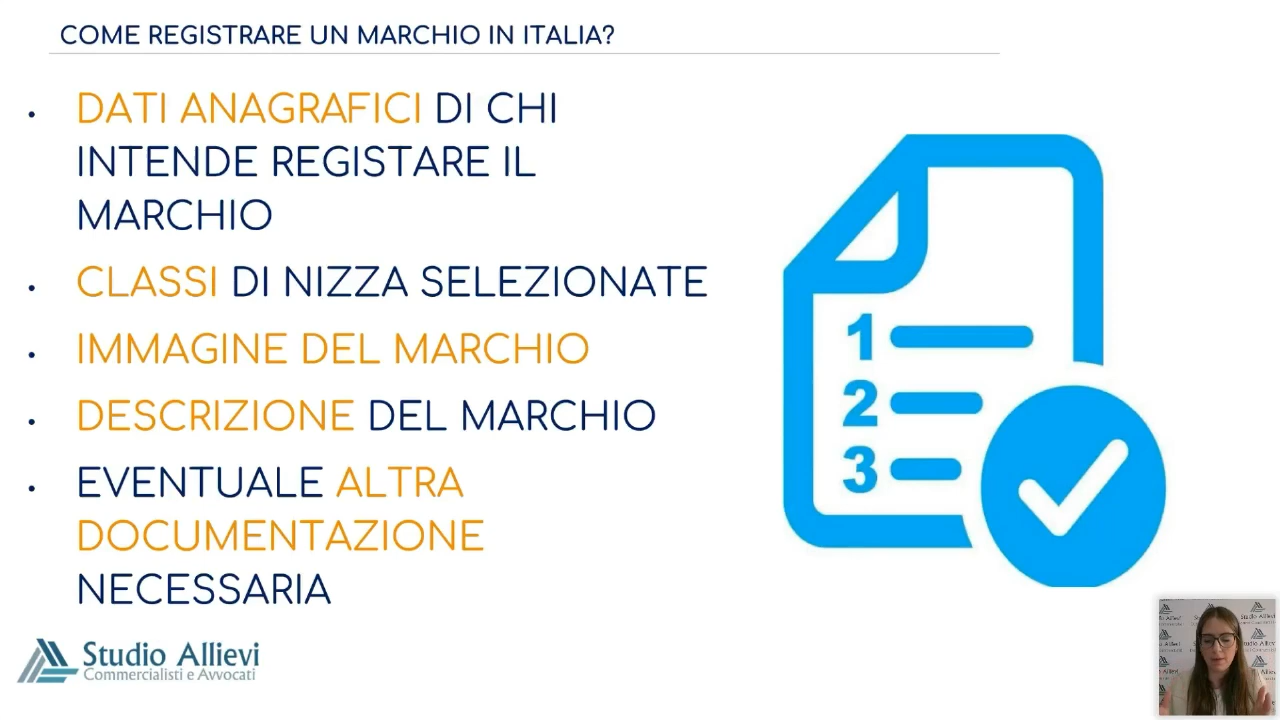 COME REGISTRARE UN MARCHIO IN ITALIA?
• DATI ANAGRAFICI DI CHI
INTENDE REGISTARE IL
MARCHIO
• CLASSI DI NIZZA SELEZIONATE
• IMMAGINE DEL MARCHIO
• DESCRIZIONE DEL MARCHIO
• EVENTUALE ALTRA
DOCUMENTAZIONE
NECESSARIA
1
2
3
Studio Allievi
Commercialisti e Avvocati